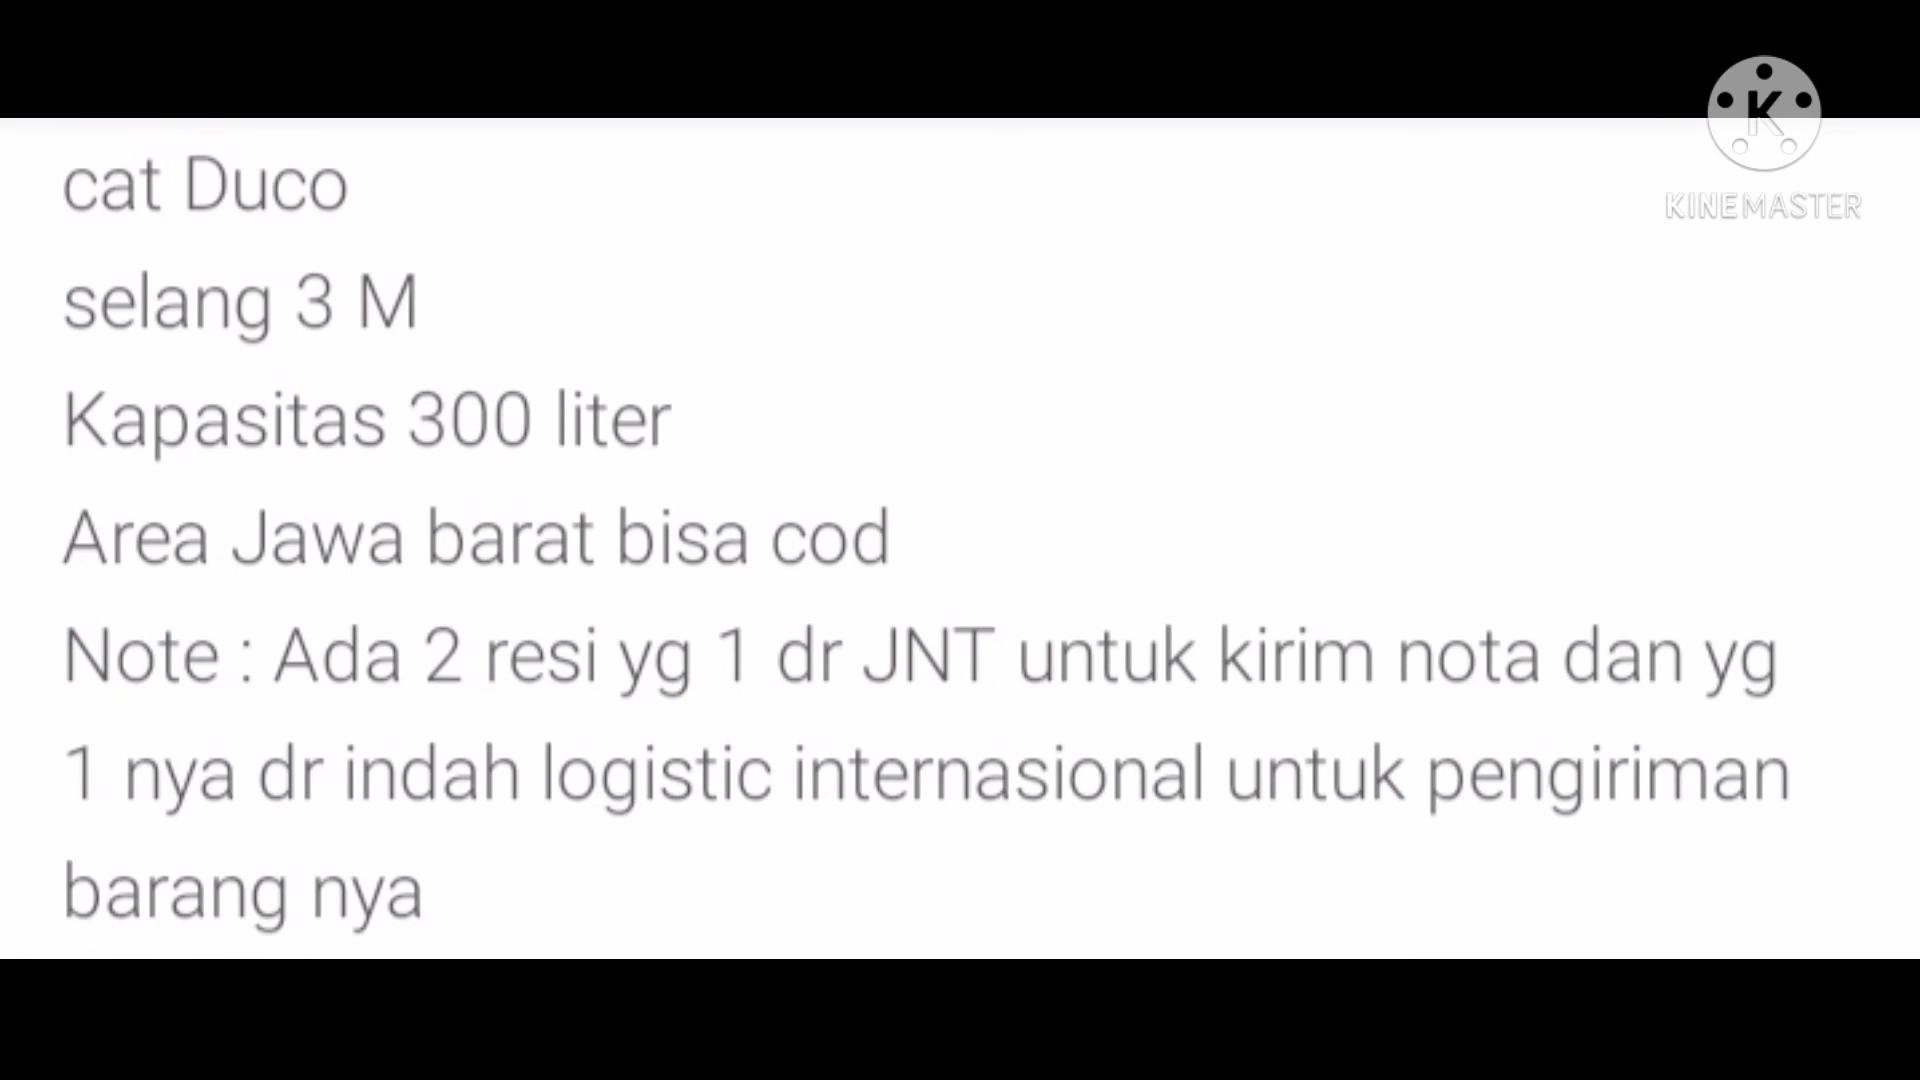 cat Duco
selang 3 M
Kapasitas 300 liter
Area Jawa barat bisa cod
Note : Ada 2 resi yg 1 dr JNT untuk kirim nota dan yg
1 nya dr indah logistic internasional untuk pengiriman
barang nya
K
KINEMASTER